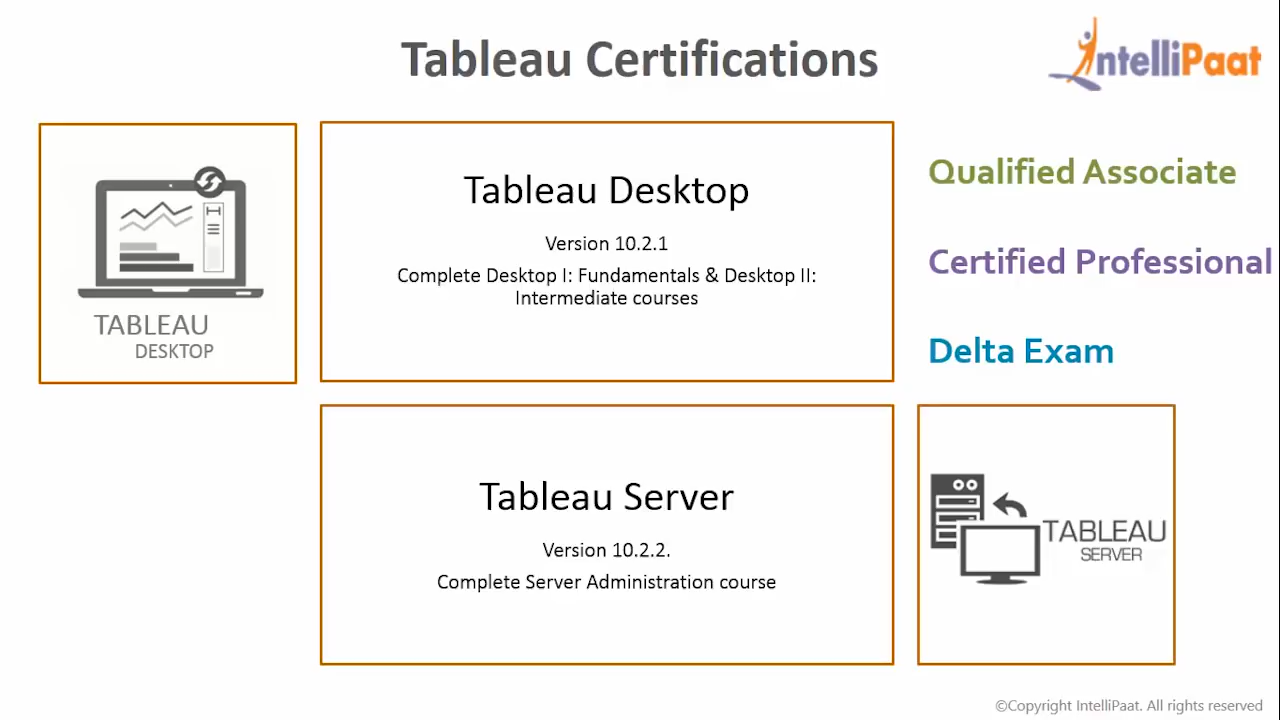 Tableau Certifications
IntelliPaat
TABLEAU
DESKTOP
Tableau Desktop
Version 10.2.1
Complete Desktop I: Fundamentals & Desktop II:
Intermediate courses
Qualified Associate
Certified Professional
Delta Exam
Tableau Server
Version 10.2.2.
Complete Server Administration course
TABLEAU
SERVER
©Copyright IntelliPaat. All rights reserved